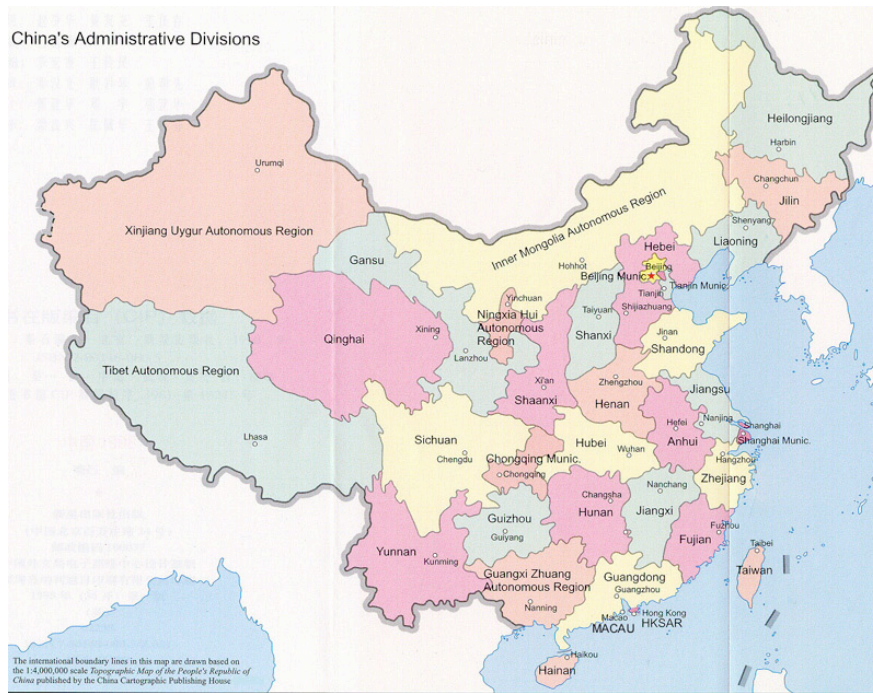 China's Administrative Divisions
Heilongjiang
Harbin
Urumqi
Changchun
Jilin
Inner Mongolia Autonomous Region
Shenyang
Xinjiang Uygur Autonomous Region
Liaoning
Hebei
Gansu
Hohhot
Beijing
Beijing Munic.
Tianjin
Tianjin Munic.
Yinchuan
Taiyuan
Shijiazhuang
Ningxia Hui
Autonomous
Region
Qinghai
Xining
Shanxi
Jinan
Shandong
Lanzhou
Tibet Autonomous Region
Xi'an
Zhengzhou
Shaanxi
Henan
Jiangsu
Lhasa
Sichuan
Hubei
Hefei
Nanjing
Shanghai
Anhui
Shanghai Munic.
Chengdu
Chongqing Munic.
Wuhan
Hangzhou
Chongqing
Zhejiang
Nanchang
Changsha
Hunan
Jiangxi
Guizhou
Guiyang
Fuzhou
Fujian
Taibei
Taiwan
Yunnan
Kunming
Guangxi Zhuang
Autonomous Region
Guangdong
Guangzhou
Nanning
Macao
Hong Kong
MACAU
HKSAR
Haikou
Hainan
The international boundary lines in this map are drawn based on
the 1:4,000,000 scale Topographic Map of the People's Republic of
China published by the China Cartographic Publishing House